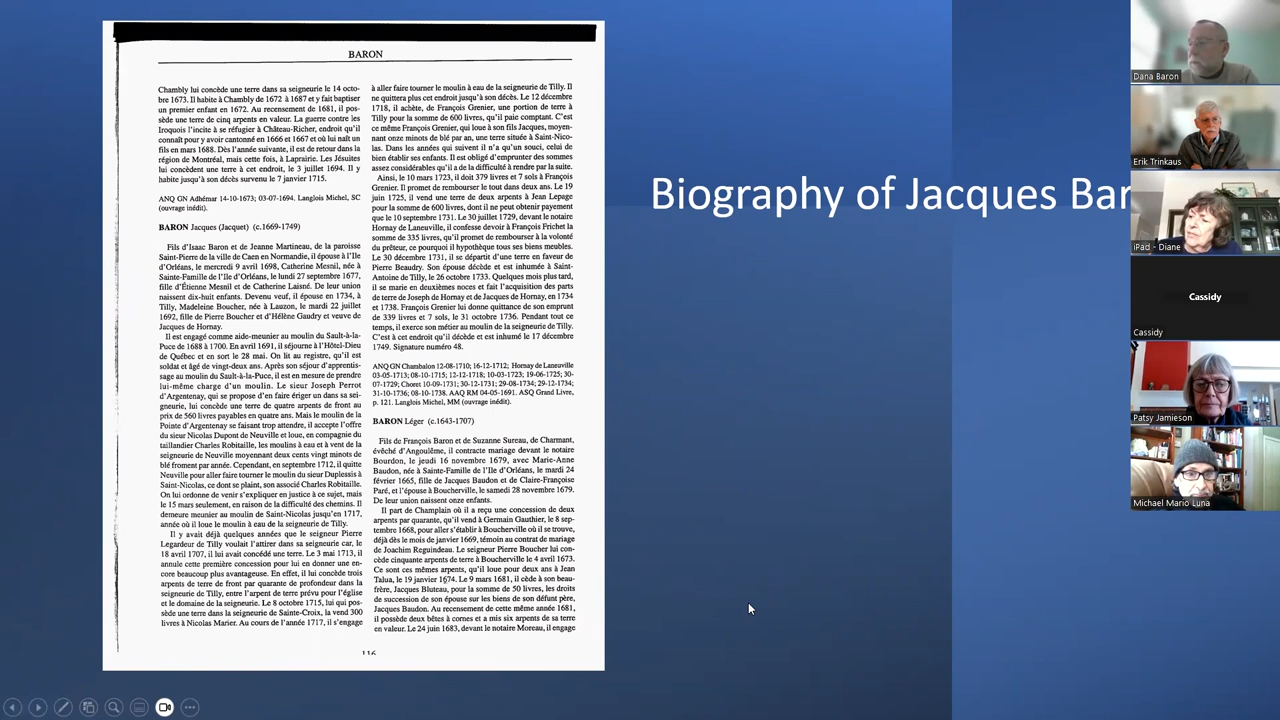 BARON
Chambly lui concède une terre dans sa seigneurie le 14 octo-
bre 1673. Il habite à Chambly de 1672 à 1687 et y fait baptiser
un premier enfant en 1672. Au recensement de 1681, il pos-
sède une terre de cinq arpents en valeur. La guerre contre les
Iroquois l'incite à se réfugier à Château-Richer, endroit qu'il
connaît pour y avoir cantonné en 1666 et 1667 et où lui naît un
fils en mars 1688. Dès l'année suivante, il est de retour dans la
région de Montréal, mais cette fois, à Laprairie. Les Jésuites
lui concèdent une terre à cet endroit, le 3 juillet 1694. Il y
habite jusqu'à son décès survenu le 7 janvier 1715.
ANQ GN Adhémar 14-10-1673; 03-07-1694. Langlois Michel, SC
(ouvrage inédit).
BARON Jacques (Jacquet) (c.1669-1749)
Fils d'Isaac Baron et de Jeanne Martineau, de la paroisse
Saint-Pierre de la ville de Caen en Normandie, il épouse à l'Ile
d'Orléans, le mercredi 9 avril 1698, Catherine Mesnil, née à
Sainte-Famille de l'Ile d'Orléans, le lundi 27 septembre 1677,
fille d'Étienne Mesnil et de Catherine Laisné. De leur union
naissent dix-huit enfants. Devenu veuf, il épouse en 1734, à
Tilly, Madeleine Boucher, née à Lauzon, le mardi 22 juillet
1692, fille de Pierre Boucher et d'Hélène Gaudry et veuve de
Jacques de Hornay.
Il est engagé comme aide-meunier au moulin du Sault-à-la-
Puce de 1688 à 1700. En avril 1691, il séjourne à l'Hôtel-Dieu
de Québec et en sort le 28 mai. On lit au registre, qu'il est
soldat et âgé de vingt-deux ans. Après son séjour d'apprentis-
sage au moulin du Sault-à-la-Puce, il est en mesure de prendre
lui-même charge d'un moulin. Le sieur Joseph Perrot
d'Argentenay, qui se propose d'en faire ériger un dans sa sei-
gneurie, lui concède une terre de quatre arpents de front au
prix de 560 livres payables en quatre ans. Mais le moulin de la
Pointe d'Argentenay se faisant trop attendre, il accepte l'offre
du sieur Nicolas Dupont de Neuville et loue, en compagnie du
taillandier Charles Robitaille, les moulins à eau et à vent de la
seigneurie de Neuville moyennant deux cents vingt minots de
blé froment par année. Cependant, en septembre 1712, il quitte
Neuville pour aller faire tourner le moulin du sieur Duplessis à
Saint-Nicolas, ce dont se plaint, son associé Charles Robitaille.
On lui ordonne de venir s'expliquer en justice à ce sujet, mais
le 15 mars seulement, en raison de la difficulté des chemins. Il
demeure meunier au moulin de Saint-Nicolas jusqu'en 1717,
année où il loue le moulin à eau de la seigneurie de Tilly.
Il y avait déjà quelques années que le seigneur Pierre
Legardeur de Tilly voulait l'attirer dans sa seigneurie car, le
18 avril 1707, il lui avait concédé une terre. Le 3 mai 1713, il
annule cette première concession pour lui en donner une en-
core beaucoup plus avantageuse. En effet, il lui concède trois
arpents de terre de front par quarante de profondeur dans la
seigneurie de Tilly, entre l'arpent de terre prévu pour l'église
et le domaine de la seigneurie. Le 8 octobre 1715, lui qui pos-
sède une terre dans la seigneurie de Sainte-Croix, la vend 300
livres à Nicolas Marier. Au cours de l'année 1717, il s'engage
à aller faire tourner le moulin à eau de la seigneurie de Tilly. Il
ne quittera plus cet endroit jusqu'à son décès. Le 12 décembre
1718, il achète, de François Grenier, une portion de terre à
Tilly pour la somme de 600 livres, qu'il paie comptant. C'est
ce même François Grenier, qui loue à son fils Jacques, moyen-
nant onze minots de blé par an, une terre située à Saint-Nico-
las. Dans les années qui suivent il n'a qu'un souci, celui de
bien établir ses enfants. Il est obligé d'emprunter des sommes
assez considérables qu'il a de la difficulté à rendre par la suite.
Ainsi, le 10 mars 1723, il doit 379 livres et 7 sols à François
Grenier. Il promet de rembourser le tout dans deux ans. Le 19
juin 1725, il vend une terre de deux arpents à Jean Lepage
pour la somme de 600 livres, dont il ne peut obtenir payement
que le 10 septembre 1731. Le 30 juillet 1729, devant le notaire
Hornay de Laneuville, il confesse devoir à François Frichet la
somme de 335 livres, qu'il promet de rembourser à la volonté
du prêteur, ce pourquoi il hypothèque tous ses biens meubles.
Le 30 décembre 1731, il se départit d'une terre en faveur de
Pierre Beaudry. Son épouse décède et est inhumée à Saint-
Antoine de Tilly, le 26 octobre 1733. Quelques mois plus tard,
il se marie en deuxièmes noces et fait l'acquisition des parts
de terre de Joseph de Hornay et de Jacques de Hornay, en 1734
et 1738. François Grenier lui donne quittance de son emprunt
de 339 livres et 7 sols, le 31 octobre 1736. Pendant tout ce
temps, il exerce son métier au moulin de la seigneurie de Tilly.
C'est à cet endroit qu'il décède et est inhumé le 17 décembre
1749. Signature numéro 48.
ANQ GN Chambalon 12-08-1710; 16-12-1712; Hornay de Laneuville
03-05-1713; 08-10-1715; 12-12-1718; 10-03-1723; 19-06-1725; 30-
07-1729; Choret 10-09-1731; 30-12-1731; 29-08-1734; 29-12-1734;
31-10-1736; 08-10-1738. AAQ RM 04-05-1691. ASQ Grand Livre,
p. 121. Langlois Michel, MM (ouvrage inédit).
BARON Léger (c.1643-1707)
Fils de François Baron et de Suzanne Sureau, de Charmant,
évêché d'Angoulême, il contracte mariage devant le notaire
Bourdon, le jeudi 16 novembre 1679, avec Marie-Anne
Baudon, née à Sainte-Famille de l'Ile d'Orléans, le mardi 24
février 1665, fille de Jacques Baudon et de Claire-Françoise
Paré, et l'épouse à Boucherville, le samedi 28 novembre 1679.
De leur union naissent onze enfants.
Il part de Champlain où il a reçu une concession de deux
arpents par quarante, qu'il vend à Germain Gauthier, le 8 sep-
tembre 1668, pour aller s'établir à Boucherville où il se trouve,
déjà dès le mois de janvier 1669, témoin au contrat de mariage
de Joachim Reguindeau. Le seigneur Pierre Boucher lui con-
cède cinquante arpents de terre à Boucherville le 4 avril 1673.
Ce sont ces mêmes arpents, qu'il loue pour deux ans à Jean
Talua, le 19 janvier 1674. Le 9 mars 1681, il cède à son beau-
frère, Jacques Bluteau, pour la somme de 50 livres, les droits
de succession de son épouse sur les biens de son défunt père,
Jacques Baudon. Au recensement de cette même année 1681,
il possède deux bêtes à cornes et a mis six arpents de sa terre
en valeur. Le 24 juin 1683, devant le notaire Moreau, il engage
116
Biography of Jacques Bar
Dana Baron
Erik Trinkaus
iPad - Diane
Cassidy
Cassidy
Patsy Jamieson
Michael Mario Luna